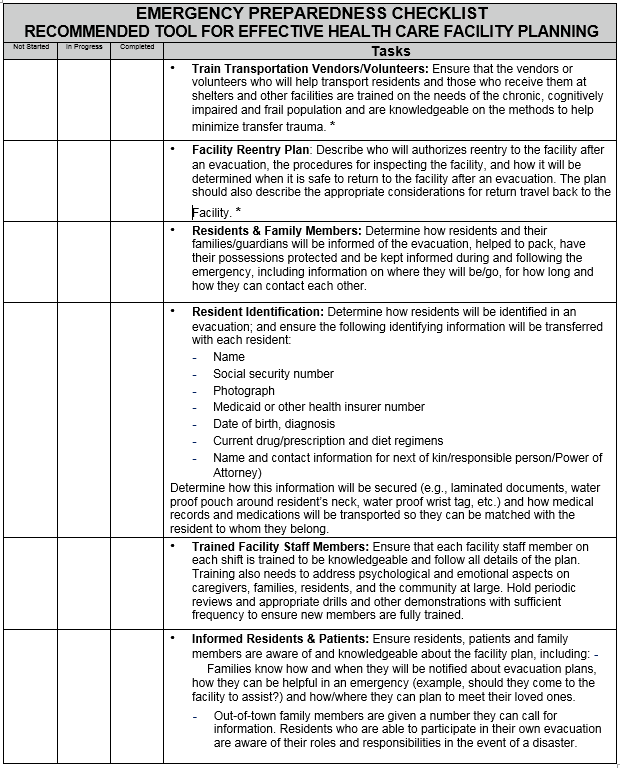 EMERGENCY PREPAREDNESS CHECKLIST
RECOMMENDED TOOL FOR EFFECTIVE HEALTH CARE FACILITY PLANNING
Not Started In Progress Completed Tasks
• Train Transportation Vendors/Volunteers: Ensure that the vendors or
volunteers who will help transport residents and those who receive them at
shelters and other facilities are trained on the needs of the chronic, cognitively
impaired and frail population and are knowledgeable on the methods to help
minimize transfer trauma. *
• Facility Reentry Plan: Describe who will authorizes reentry to the facility after
an evacuation, the procedures for inspecting the facility, and how it will be
determined when it is safe to return to the facility after an evacuation. The plan
should also describe the appropriate considerations for return travel back to the
Facility. *
• Residents & Family Members: Determine how residents and their
families/guardians will be informed of the evacuation, helped to pack, have
their possessions protected and be kept informed during and following the
emergency, including information on where they will be/go, for how long and
how they can contact each other.
• Resident Identification: Determine how residents will be identified in an
evacuation; and ensure the following identifying information will be transferred
with each resident:
- Name
- Social security number
- Photograph
- Medicaid or other health insurer number
- Date of birth, diagnosis
- Current drug/prescription and diet regimens
- Name and contact information for next of kin/responsible person/Power of
Attorney)
Determine how this information will be secured (e.g., laminated documents, water
proof pouch around resident's neck, water proof wrist tag, etc.) and how medical
records and medications will be transported so they can be matched with the
resident to whom they belong.
• Trained Facility Staff Members: Ensure that each facility staff member on
each shift is trained to be knowledgeable and follow all details of the plan.
Training also needs to address psychological and emotional aspects on
caregivers, families, residents, and the community at large. Hold periodic
reviews and appropriate drills and other demonstrations with sufficient
frequency to ensure new members are fully trained.
• Informed Residents & Patients: Ensure residents, patients and family
members are aware of and knowledgeable about the facility plan, including: -
Families know how and when they will be notified about evacuation plans,
how they can be helpful in an emergency (example, should they come to the
facility to assist?) and how/where they can plan to meet their loved ones.
- Out-of-town family members are given a number they can call for
information. Residents who are able to participate in their own evacuation
are aware of their roles and responsibilities in the event of a disaster.